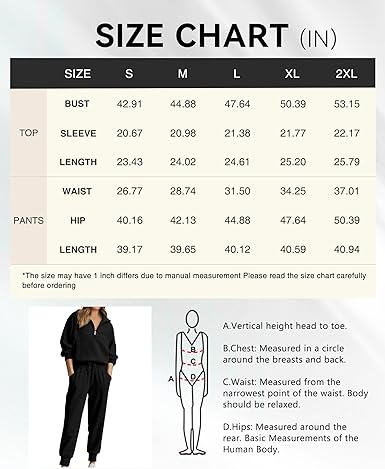 SIZE CHART (IN)
SIZE S M L XL 2XL
BUST 42.91 44.88 47.64 50.39 53.15
TOP SLEEVE 20.67 20.98 21.38 21.77 22.17
LENGTH 23.43 24.02 24.61 25.20 25.79
WAIST 26.77 28.74 31.50 34.25 37.01
PANTS HIP 40.16 42.13 44.88 47.64 50.39
LENGTH 39.17 39.65 40.12 40.59 40.94
*The size may have 1 inch differs due to manual measurement Please read the size chart carefully
before ordering
A.Vertical height head to toe.
B.Chest: Measured in a circle
around the breasts and back.
C.Waist: Measured from the
narrowest point of the waist. Body
should be relaxed.
D.Hips: Measured around the
rear. Basic Measurements of the
Human Body.
B
C
A D